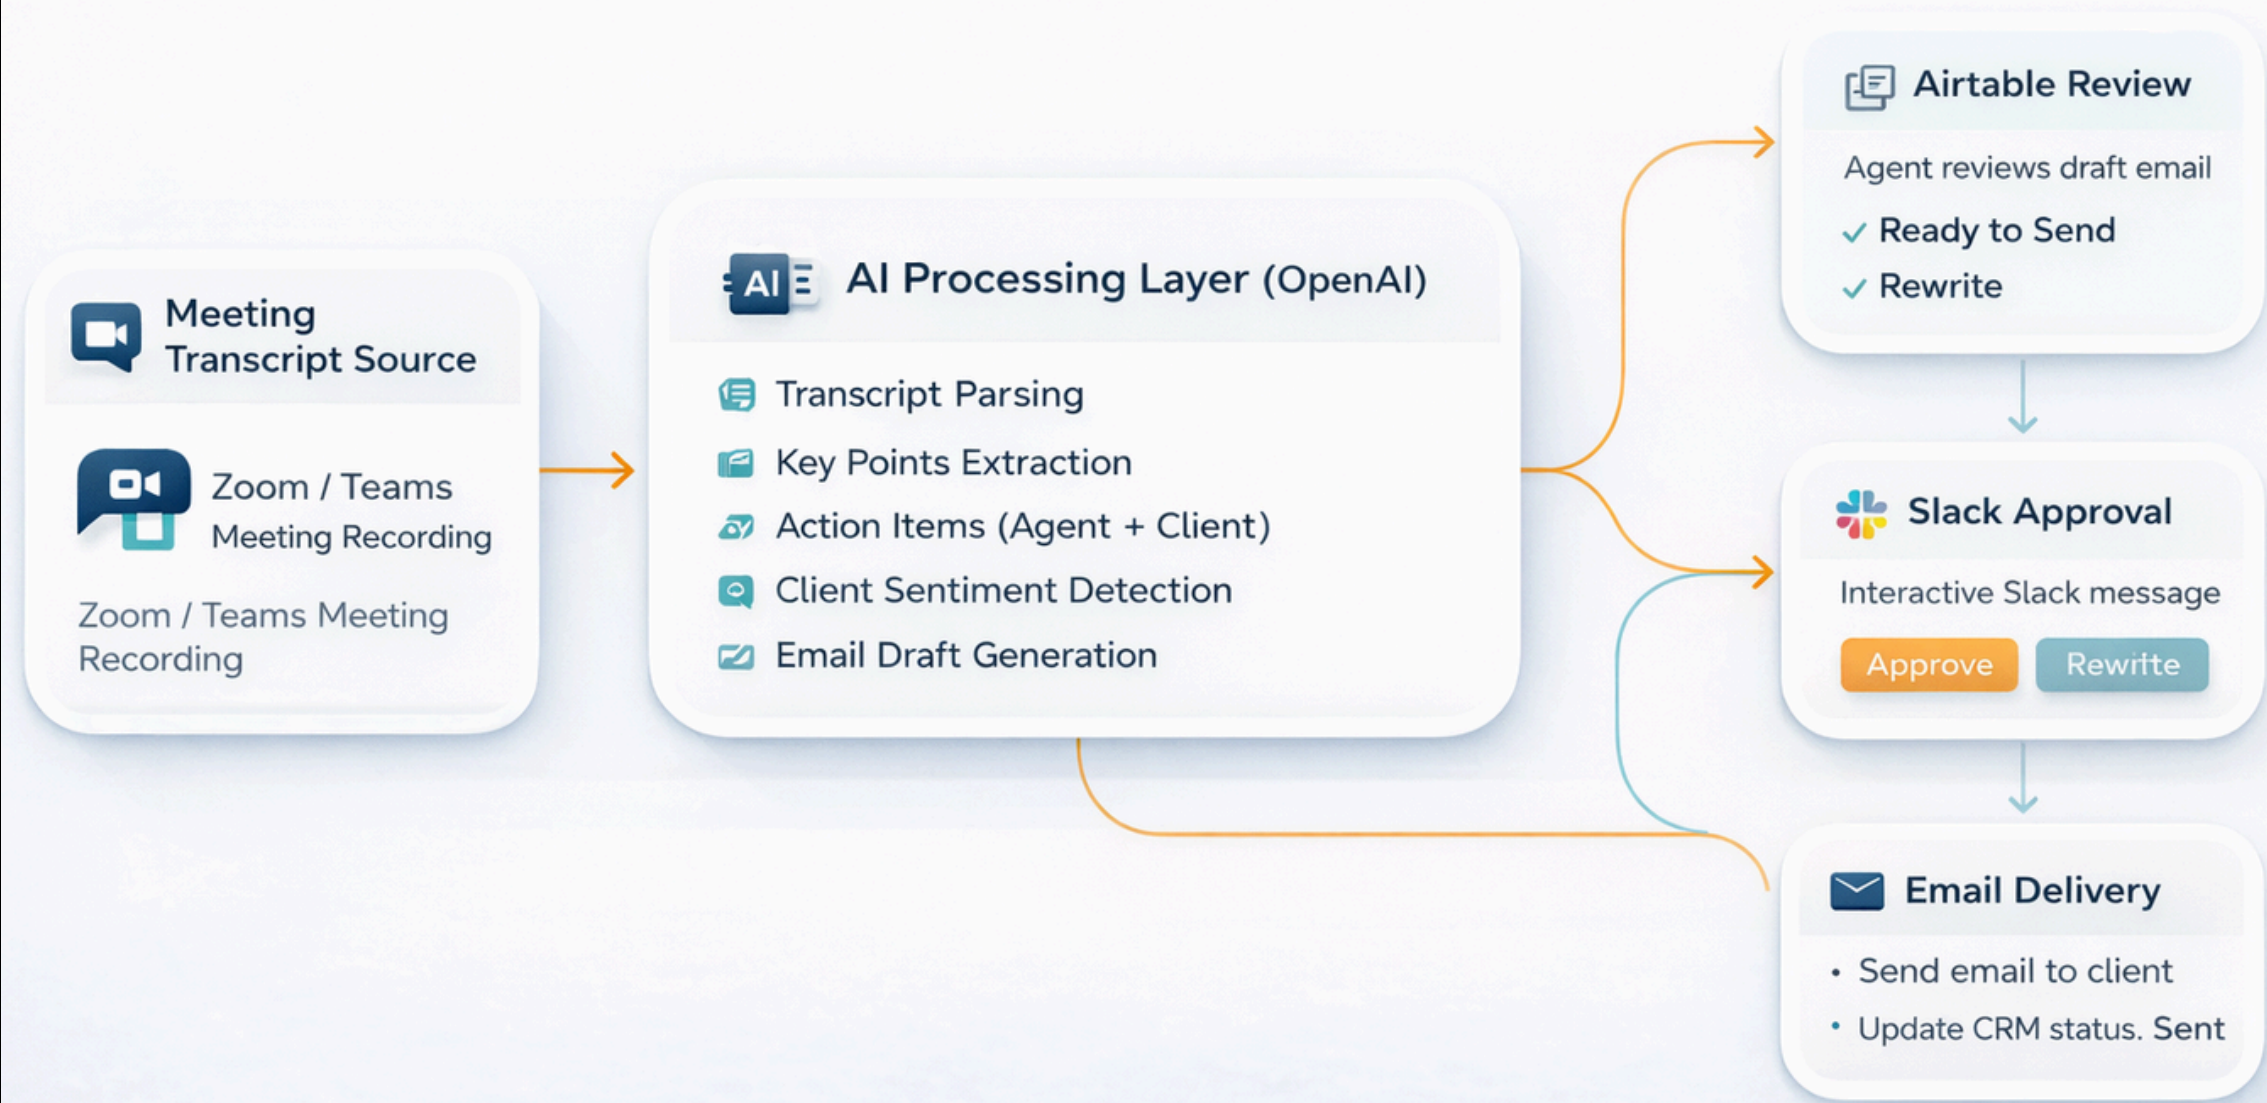 Meeting
Transcript Source
Zoom / Teams
Meeting Recording
Zoom / Teams Meeting
Recording
AI
AI Processing Layer (OpenAI)
Transcript Parsing
Key Points Extraction
Action Items (Agent + Client)
Client Sentiment Detection
Email Draft Generation
Airtable Review
Agent reviews draft email
Ready to Send
Rewrite
Slack Approval
Interactive Slack message
Approve
Rewritte
Email Delivery
• Send email to client
• Update CRM status. Sent